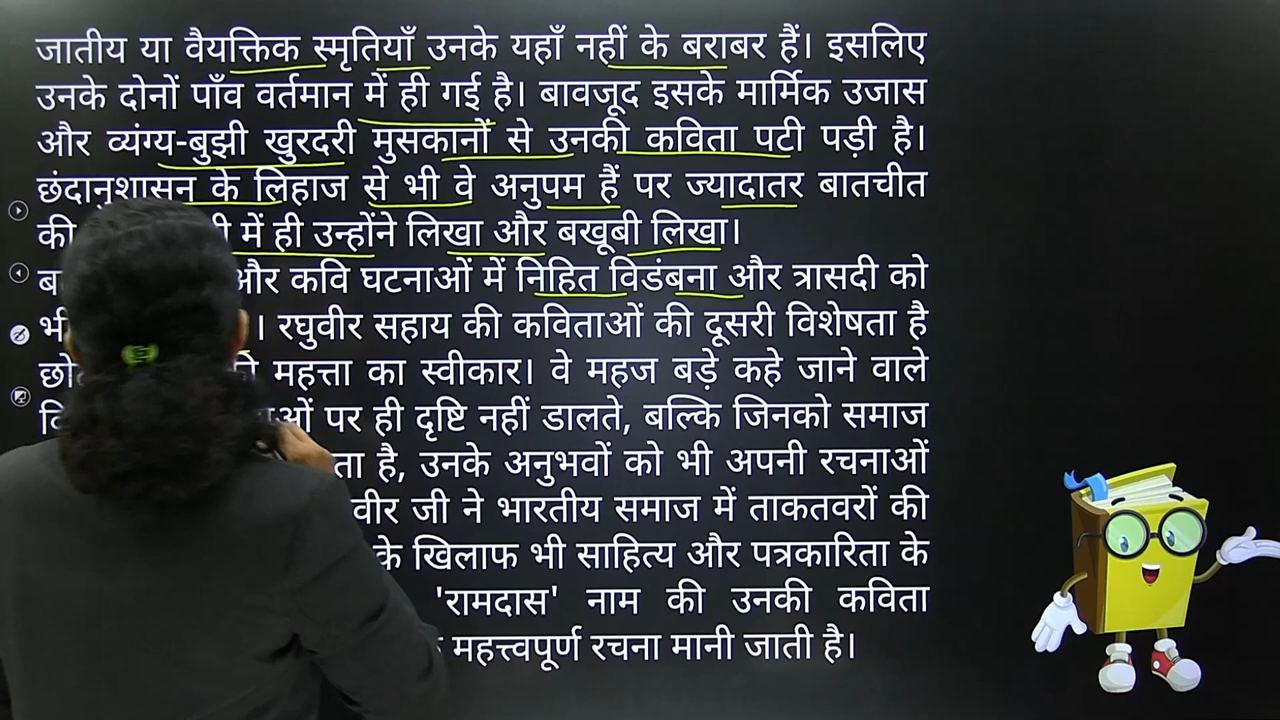 जातीय या वैयक्तिक स्मृतियाँ उनके यहाँ नहीं के बराबर हैं। इसलिए
उनके दोनों पाँव वर्तमान में ही गई है। बावजूद इसके मार्मिक उजास
और व्यंग्य-बुझी खुरदरी मुसकानों से उनकी कविता पटी पड़ी है।
छंदानुशासन के लिहाज से भी वे अनुपम हैं पर ज्यादातर बातचीत
की में ही उन्होंने लिखा और बखूबी लिखा।
और कवि घटनाओं में निहित विडंबना और त्रासदी को
। रघुवीर सहाय की कविताओं की दूसरी विशेषता है
महत्ता का स्वीकार। वे महज बड़े कहे जाने वाले
पर ही दृष्टि नहीं डालते, बल्कि जिनको समाज
है, उनके अनुभवों को भी अपनी रचनाओं
जी ने भारतीय समाज में ताकतवरों की
के खिलाफ भी साहित्य और पत्रकारिता के
'रामदास' नाम की उनकी कविता
महत्त्वपूर्ण रचना मानी जाती है।